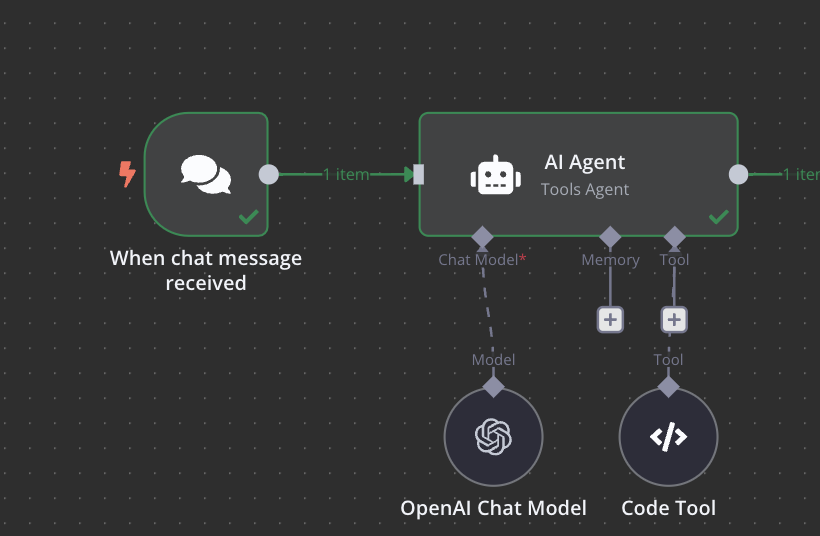 1 item
AI Agent
Tools Agent
1 iter
When chat message
received
Chat Model*
Memory
Tool
Model
Tool
OpenAI Chat Model
Code Tool